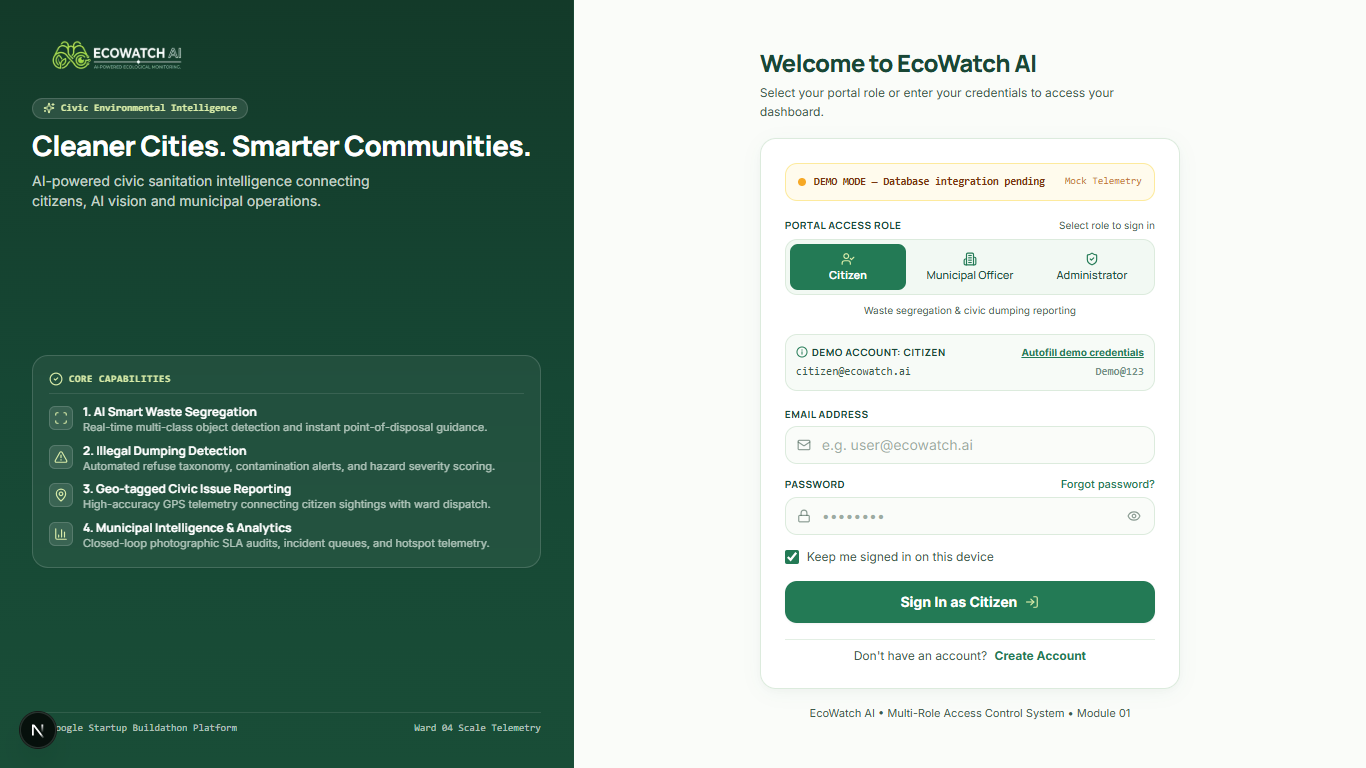 ECOWATCH AI
AI-POWERED ECOLOGICAL MONITORING.
Civic Environmental Intelligence
Cleaner Cities. Smarter Communities.
AI-powered civic sanitation intelligence connecting
citizens, AI vision and municipal operations.
CORE CAPABILITIES
1. AI Smart Waste Segregation
Real-time multi-class object detection and instant point-of-disposal guidance.
2. Illegal Dumping Detection
Automated refuse taxonomy, contamination alerts, and hazard severity scoring.
3. Geo-tagged Civic Issue Reporting
High-accuracy GPS telemetry connecting citizen sightings with ward dispatch.
4. Municipal Intelligence & Analytics
Closed-loop photographic SLA audits, incident queues, and hotspot telemetry.
N
oogle Startup Buildathon Platform
Ward 04 Scale Telemetry
Welcome to EcoWatch AI
Select your portal role or enter your credentials to access your
dashboard.
DEMO MODE — Database integration pending
Mock Telemetry
PORTAL ACCESS ROLE
Select role to sign in
Citizen
Municipal Officer
Administrator
Waste segregation & civic dumping reporting
DEMO ACCOUNT: CITIZEN
Autofill demo credentials
citizen@ecowatch.ai
Demo@123
EMAIL ADDRESS
e.g. user@ecowatch.ai
PASSWORD
Forgot password?
••••••••
Keep me signed in on this device
Sign In as Citizen
Don't have an account? Create Account
EcoWatch AI • Multi-Role Access Control System • Module 01